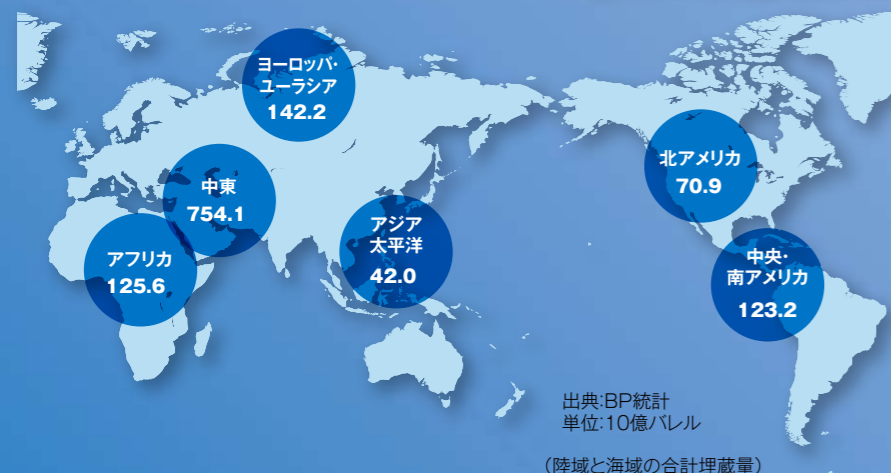 ヨーロッパ・
ユーラシア
142.2
中東
754.1
アフリカ
125.6
アジア
太平洋
42.0
北アメリカ
70.9
中央・
南アメリカ
123.2
出典:BP統計
単位:10億バレル
（陸域と海域の合計埋蔵量）